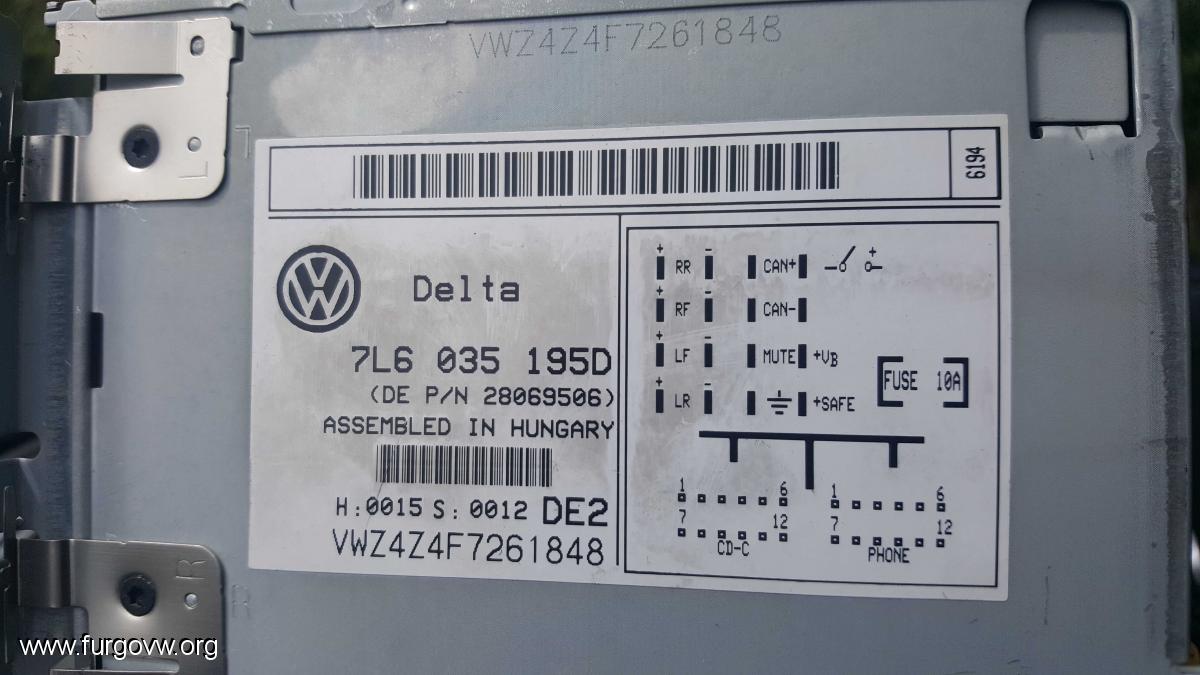 VWZ4Z4F7261848
L
6194
Delta
7L6 035 195D
(DE P/N 28069506)
ASSEMBLED IN HUNGARY
H:0015 S:0012 DE2
VWZ4Z4F7261848
+ RR - CAN+ +
+ RF - CAN-
+ LF - MUTE +VB
+ LR - +SAFE
FUSE 10A
1 6 1 6
7 12 7 12
CD-C PHONE
R
R
www.furgovw.org